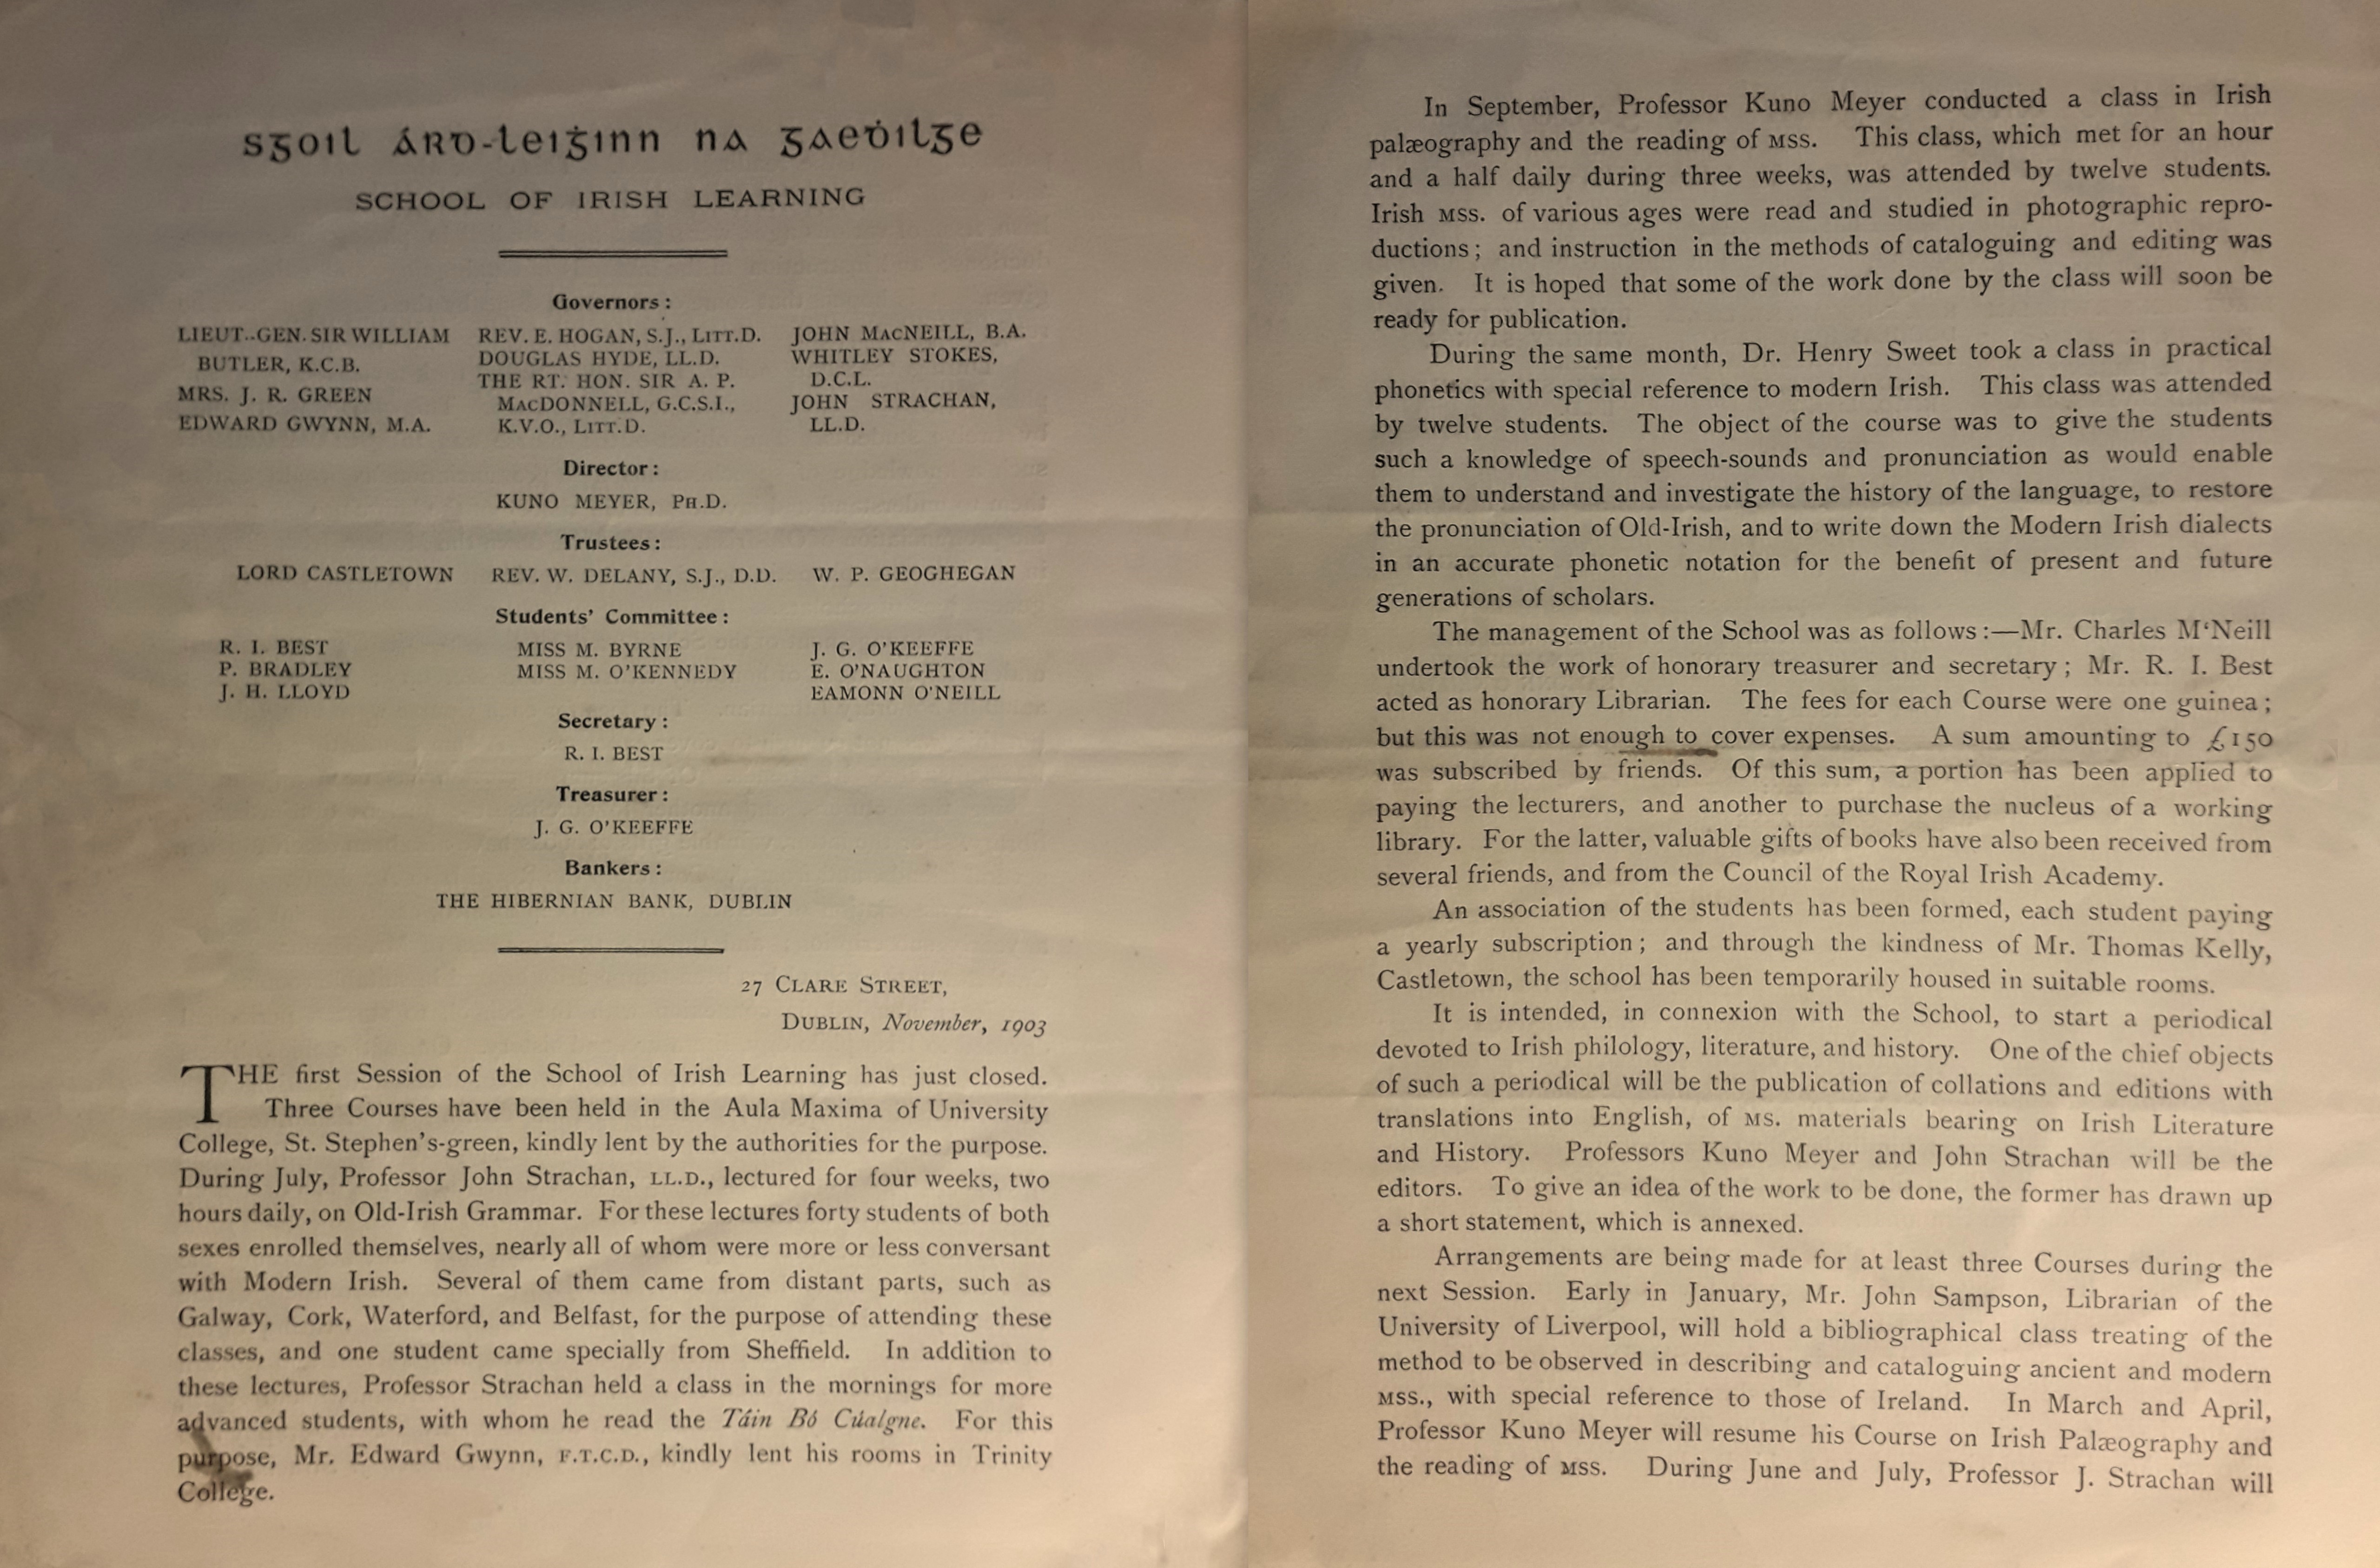 sgoil árd-leiġinn na gaeḋilge
SCHOOL OF IRISH LEARNING
Governors:
LIEUT.-GEN. SIR WILLIAM
BUTLER, K.C.B.
MRS. J. R. GREEN
EDWARD GWYNN, M.A.
REV. E. HOGAN, S.J., LITT.D.
DOUGLAS HYDE, LL.D.
THE RT. HON. SIR A. P.
MACDONNELL, G.C.S.I.,
K.V.O., LITT.D.
JOHN MACNEILL, B.A.
WHITLEY STOKES,
D.C.L.
JOHN STRACHAN,
LL.D.
Director:
KUNO MEYER, PH.D.
Trustees:
LORD CASTLETOWN REV. W. DELANY, S.J., D.D. W. P. GEOGHEGAN
Students' Committee:
R. I. BEST
P. BRADLEY
J. H. LLOYD
MISS M. BYRNE
MISS M. O'KENNEDY
J. G. O'KEEFFE
E. O'NAUGHTON
EAMONN O'NEILL
Secretary:
R. I. BEST
Treasurer:
J. G. O'KEEFFE
Bankers:
THE HIBERNIAN BANK, DUBLIN
27 CLARE STREET,
DUBLIN, November, 1903
THE first Session of the School of Irish Learning has just closed.
Three Courses have been held in the Aula Maxima of University
College, St. Stephen's-green, kindly lent by the authorities for the purpose.
During July, Professor John Strachan, LL.D., lectured for four weeks, two
hours daily, on Old-Irish Grammar. For these lectures forty students of both
sexes enrolled themselves, nearly all of whom were more or less conversant
with Modern Irish. Several of them came from distant parts, such as
Galway, Cork, Waterford, and Belfast, for the purpose of attending these
classes, and one student came specially from Sheffield. In addition to
these lectures, Professor Strachan held a class in the mornings for more
advanced students, with whom he read the Táin Bó Cúalgne. For this
purpose, Mr. Edward Gwynn, F.T.C.D., kindly lent his rooms in Trinity
College.
In September, Professor Kuno Meyer conducted a class in Irish
palæography and the reading of MSS. This class, which met for an hour
and a half daily during three weeks, was attended by twelve students.
Irish MSS. of various ages were read and studied in photographic repro-
ductions; and instruction in the methods of cataloguing and editing was
given. It is hoped that some of the work done by the class will soon be
ready for publication.
During the same month, Dr. Henry Sweet took a class in practical
phonetics with special reference to modern Irish. This class was attended
by twelve students. The object of the course was to give the students
such a knowledge of speech-sounds and pronunciation as would enable
them to understand and investigate the history of the language, to restore
the pronunciation of Old-Irish, and to write down the Modern Irish dialects
in an accurate phonetic notation for the benefit of present and future
generations of scholars.
The management of the School was as follows:—Mr. Charles M‘Neill
undertook the work of honorary treasurer and secretary; Mr. R. I. Best
acted as honorary Librarian. The fees for each Course were one guinea;
but this was not enough to cover expenses. A sum amounting to £150
was subscribed by friends. Of this sum, a portion has been applied to
paying the lecturers, and another to purchase the nucleus of a working
library. For the latter, valuable gifts of books have also been received from
several friends, and from the Council of the Royal Irish Academy.
An association of the students has been formed, each student paying
a yearly subscription; and through the kindness of Mr. Thomas Kelly,
Castletown, the school has been temporarily housed in suitable rooms.
It is intended, in connexion with the School, to start a periodical
devoted to Irish philology, literature, and history. One of the chief objects
of such a periodical will be the publication of collations and editions with
translations into English, of MS. materials bearing on Irish Literature
and History. Professors Kuno Meyer and John Strachan will be the
editors. To give an idea of the work to be done, the former has drawn up
a short statement, which is annexed.
Arrangements are being made for at least three Courses during the
next Session. Early in January, Mr. John Sampson, Librarian of the
University of Liverpool, will hold a bibliographical class treating of the
method to be observed in describing and cataloguing ancient and modern
MSS., with special reference to those of Ireland. In March and April,
Professor Kuno Meyer will resume his Course on Irish Palæography and
the reading of MSS. During June and July, Professor J. Strachan will